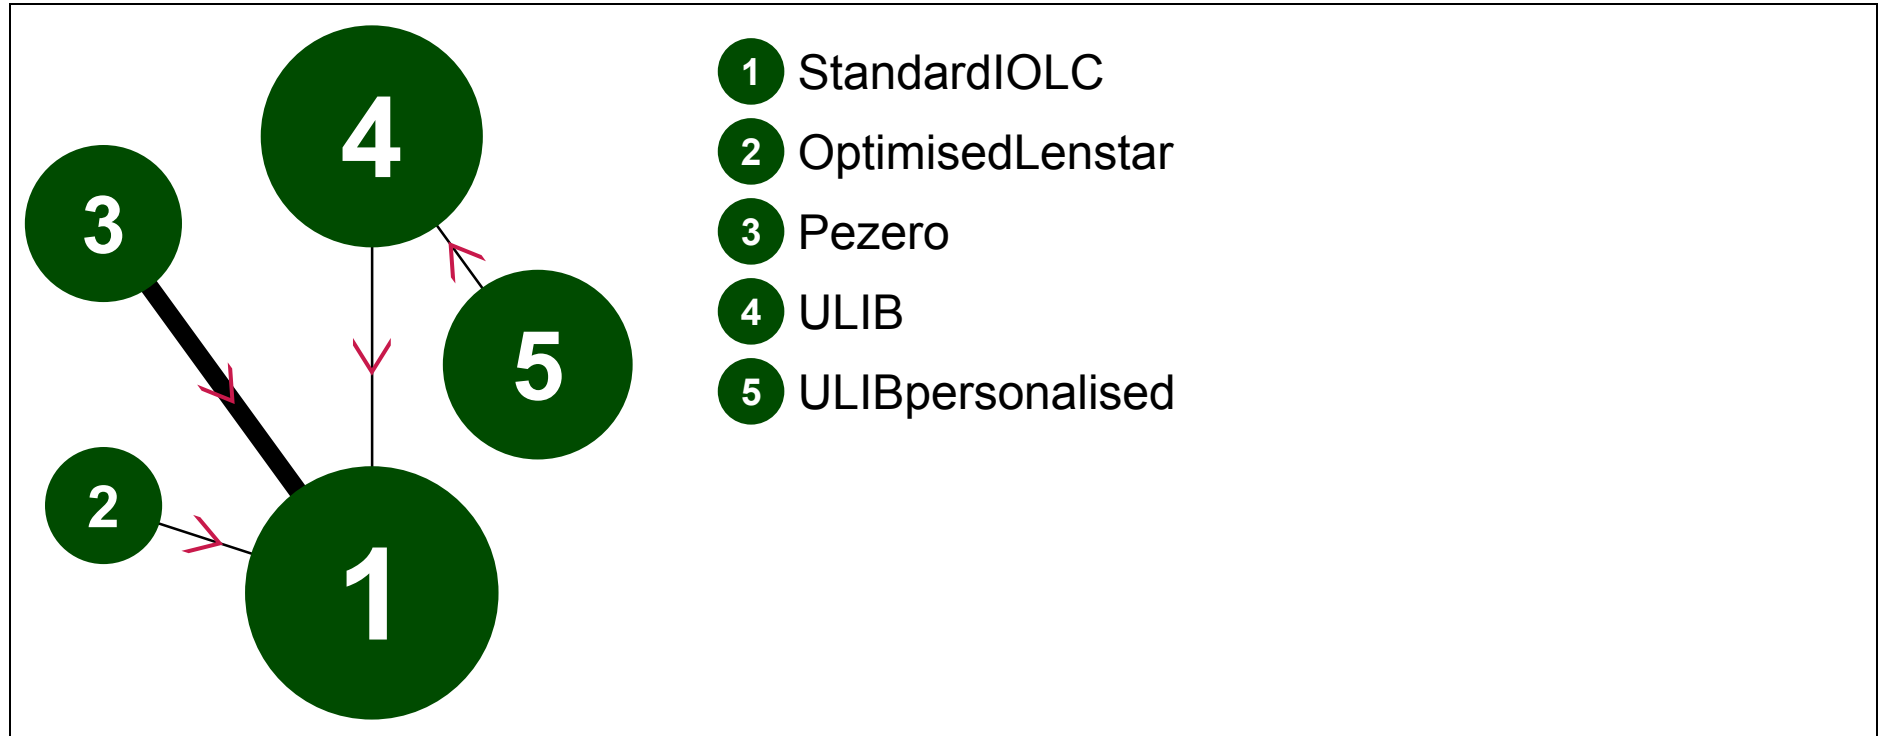 4
3
5
2
1
1 StandardIOLC
2 OptimisedLenstar
3 Pezero
4 ULIB
5 ULIBpersonalised